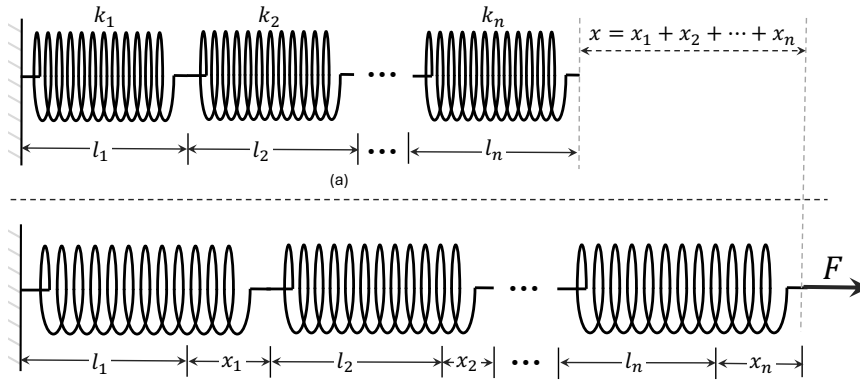 k₁ k₂ kₙ
x = x₁ + x₂ + ⋯ + xₙ
•••
l₁ l₂ ••• lₙ
(a)
F
•••
l₁ x₁ l₂ x₂ ••• lₙ xₙ